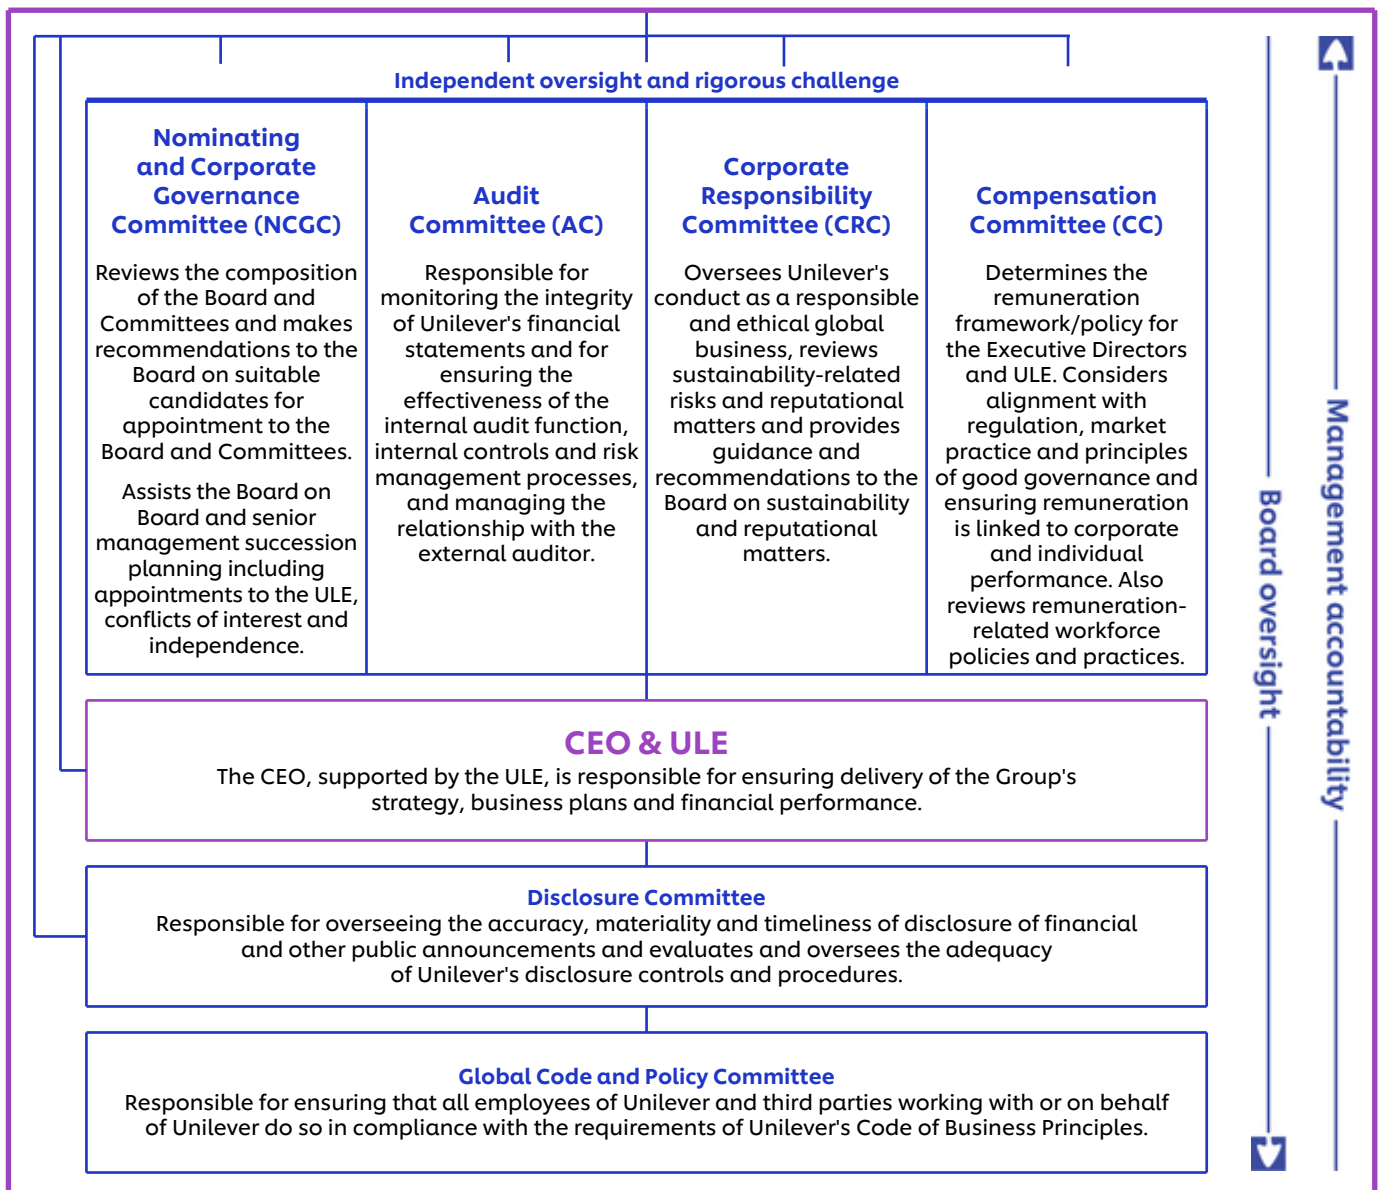 Independent oversight and rigorous challenge
Nominating
and Corporate
Governance
Committee (NCGC)
Reviews the composition
of the Board and
Committees and makes
recommendations to the
Board on suitable
candidates for
appointment to the
Board and Committees.
Assists the Board on
Board and senior
management succession
planning including
appointments to the ULE,
conflicts of interest and
independence.
Audit
Committee (AC)
Responsible for
monitoring the integrity
of Unilever's financial
statements and for
ensuring the
effectiveness of the
internal audit function,
internal controls and risk
management processes,
and managing the
relationship with the
external auditor.
Corporate
Responsibility
Committee (CRC)
Oversees Unilever's
conduct as a responsible
and ethical global
business, reviews
sustainability-related
risks and reputational
matters and provides
guidance and
recommendations to the
Board on sustainability
and reputational
matters.
Compensation
Committee (CC)
Determines the
remuneration
framework/policy for
the Executive Directors
and ULE. Considers
alignment with
regulation, market
practice and principles
of good governance and
ensuring remuneration
is linked to corporate
and individual
performance. Also
reviews remuneration-
related workforce
policies and practices.
CEO & ULE
The CEO, supported by the ULE, is responsible for ensuring delivery of the Group's
strategy, business plans and financial performance.
Disclosure Committee
Responsible for overseeing the accuracy, materiality and timeliness of disclosure of financial
and other public announcements and evaluates and oversees the adequacy
of Unilever's disclosure controls and procedures.
Global Code and Policy Committee
Responsible for ensuring that all employees of Unilever and third parties working with or on behalf
of Unilever do so in compliance with the requirements of Unilever's Code of Business Principles.
Board oversight
Management accountability